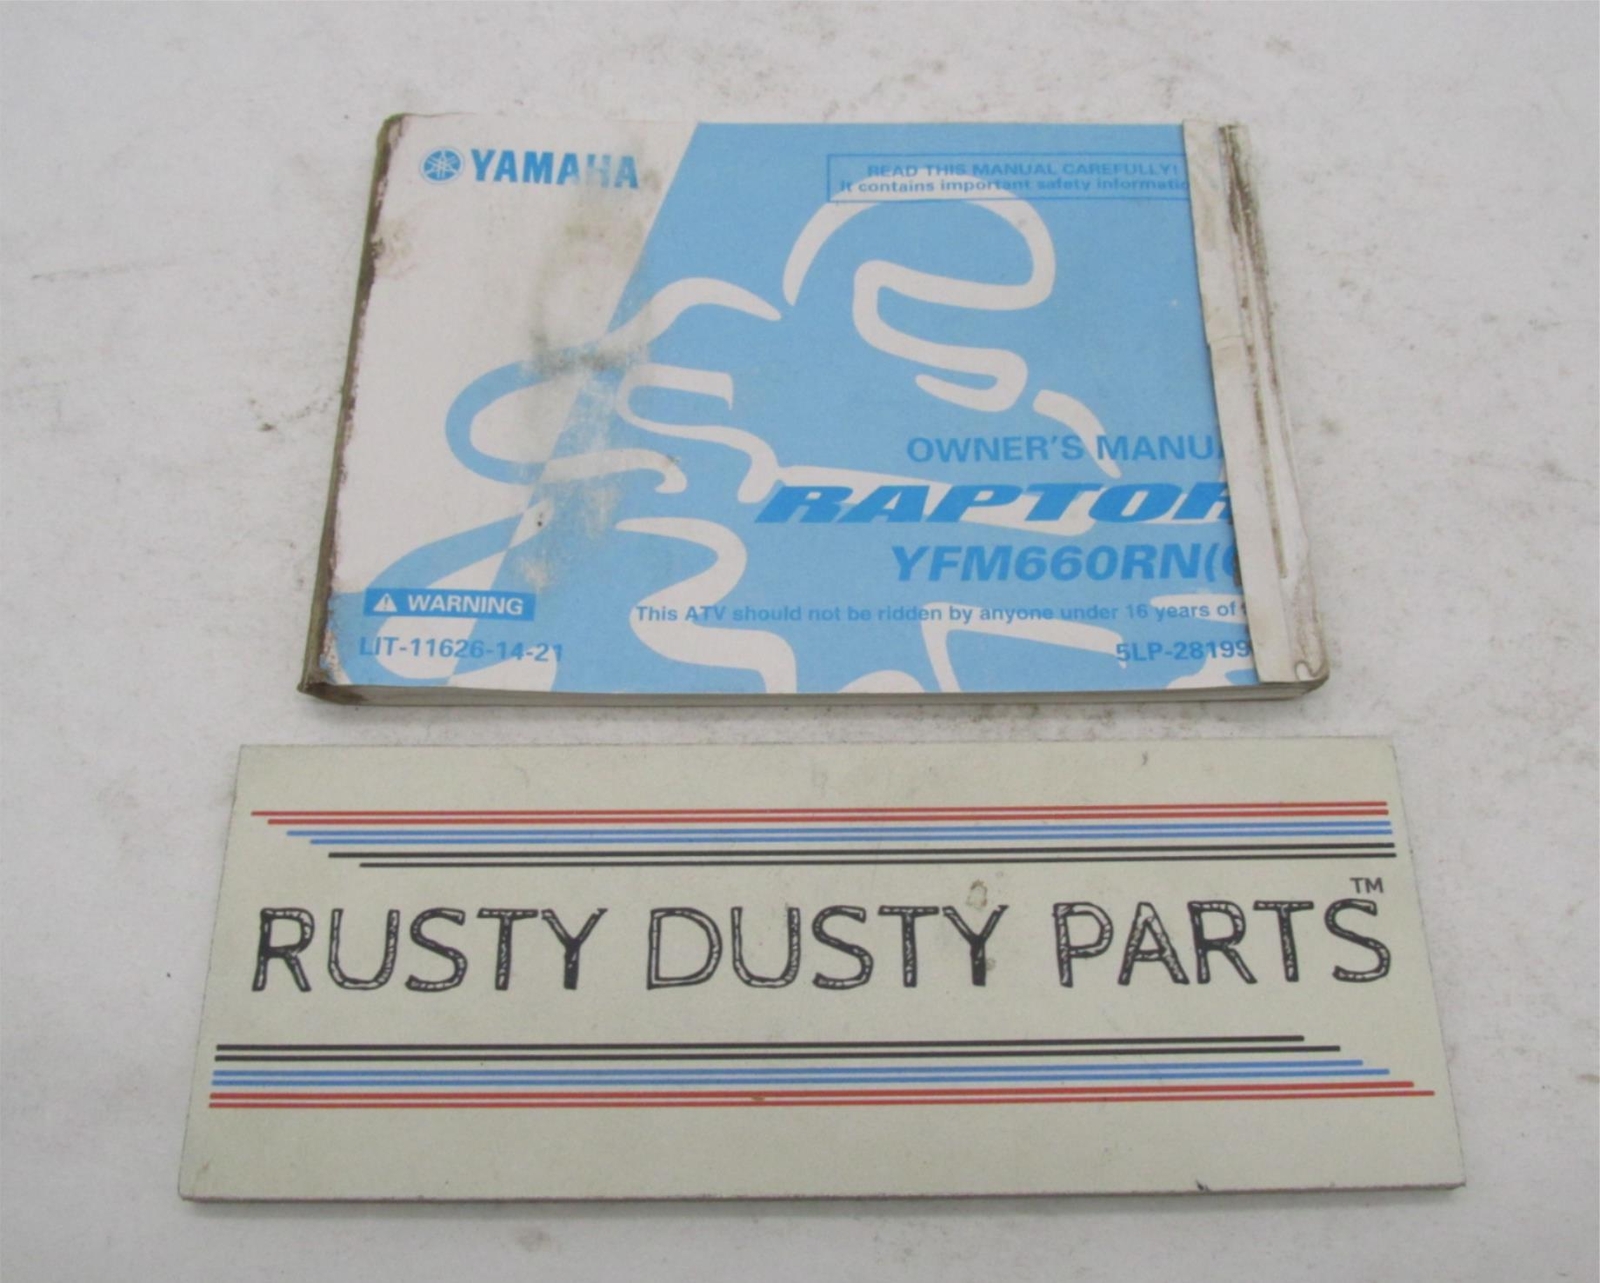 YAMAHA
READ THIS MANUAL CAREFULLY!
It contains important safety informatio
OWNER'S MANU
RAPTOR
YFM660RN(
WARNING
This ATV should not be ridden by anyone under 16 years of
LIT-11626-14-21
5LP-28199
RUSTY DUSTY PARTS™